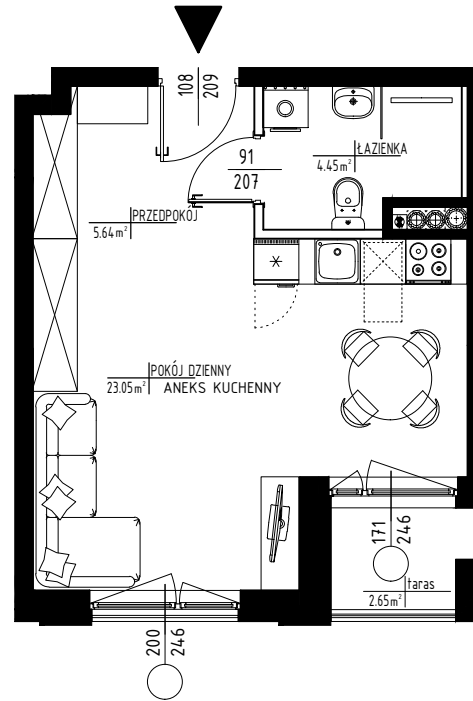 108
209
91
207
ŁAZIENKA
4.45m²
PRZEDPOKÓJ
5.64m²
POKÓJ DZIENNY
23.05m² ANEKS KUCHENNY
171
246
taras
2.65m²
200
246